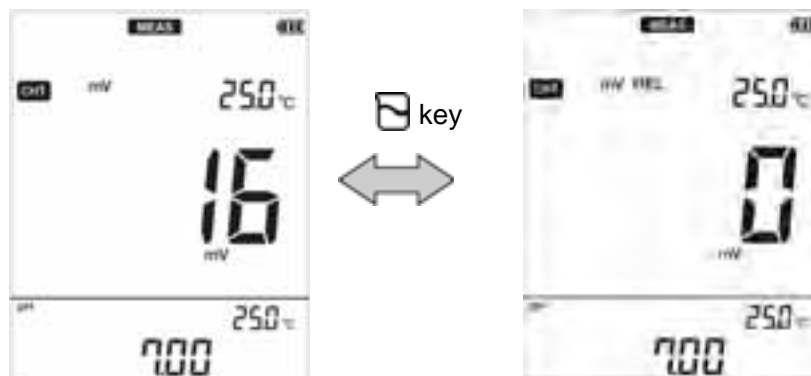 MEAS
CH1 mV 25.0 °C
16
mV
pH 25.0 °C
7.00
key
MEAS
CH1 mV REL 25.0 °C
0
mV
25.0 °C
7.00